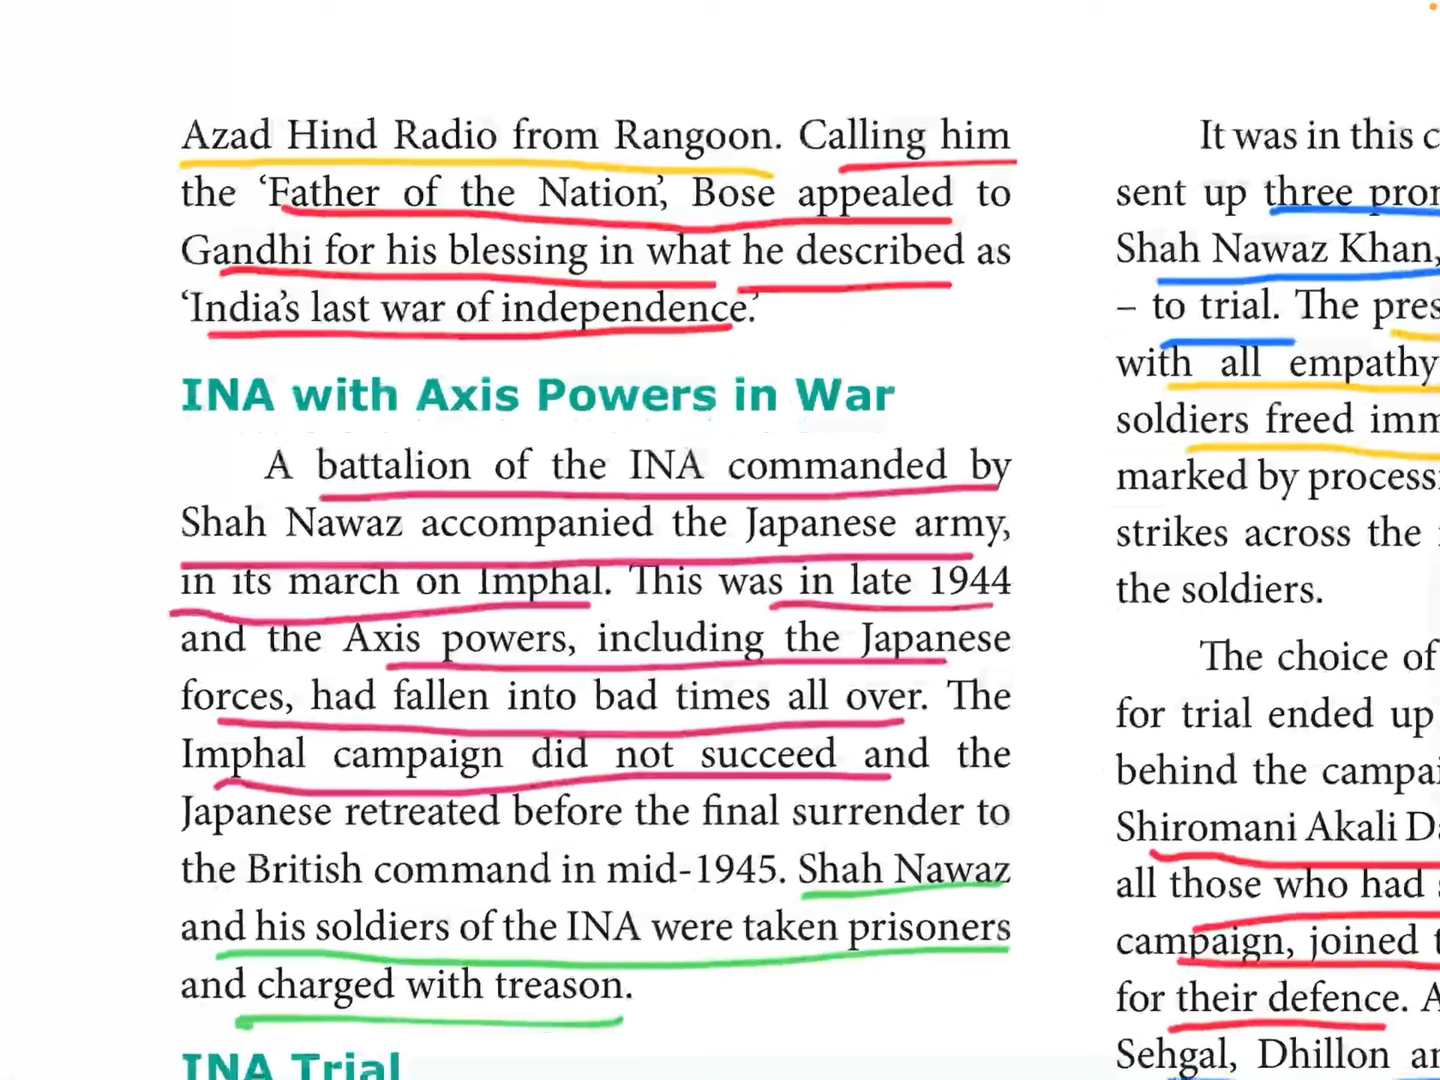 Azad Hind Radio from Rangoon. Calling him
the ‘Father of the Nation’, Bose appealed to
Gandhi for his blessing in what he described as
‘India’s last war of independence.’
INA with Axis Powers in War
A battalion of the INA commanded by
Shah Nawaz accompanied the Japanese army,
in its march on Imphal. This was in late 1944
and the Axis powers, including the Japanese
forces, had fallen into bad times all over. The
Imphal campaign did not succeed and the
Japanese retreated before the final surrender to
the British command in mid-1945. Shah Nawaz
and his soldiers of the INA were taken prisoners
and charged with treason.
INA Trial
It was in this
sent up three
Shah Nawaz Khan,
– to trial. The
with all empathy
soldiers freed
marked by
strikes across the
the soldiers.
The choice of
for trial ended up
behind the
Shiromani Akali
all those who had
campaign, joined
for their defence.
Sehgal, Dhillon